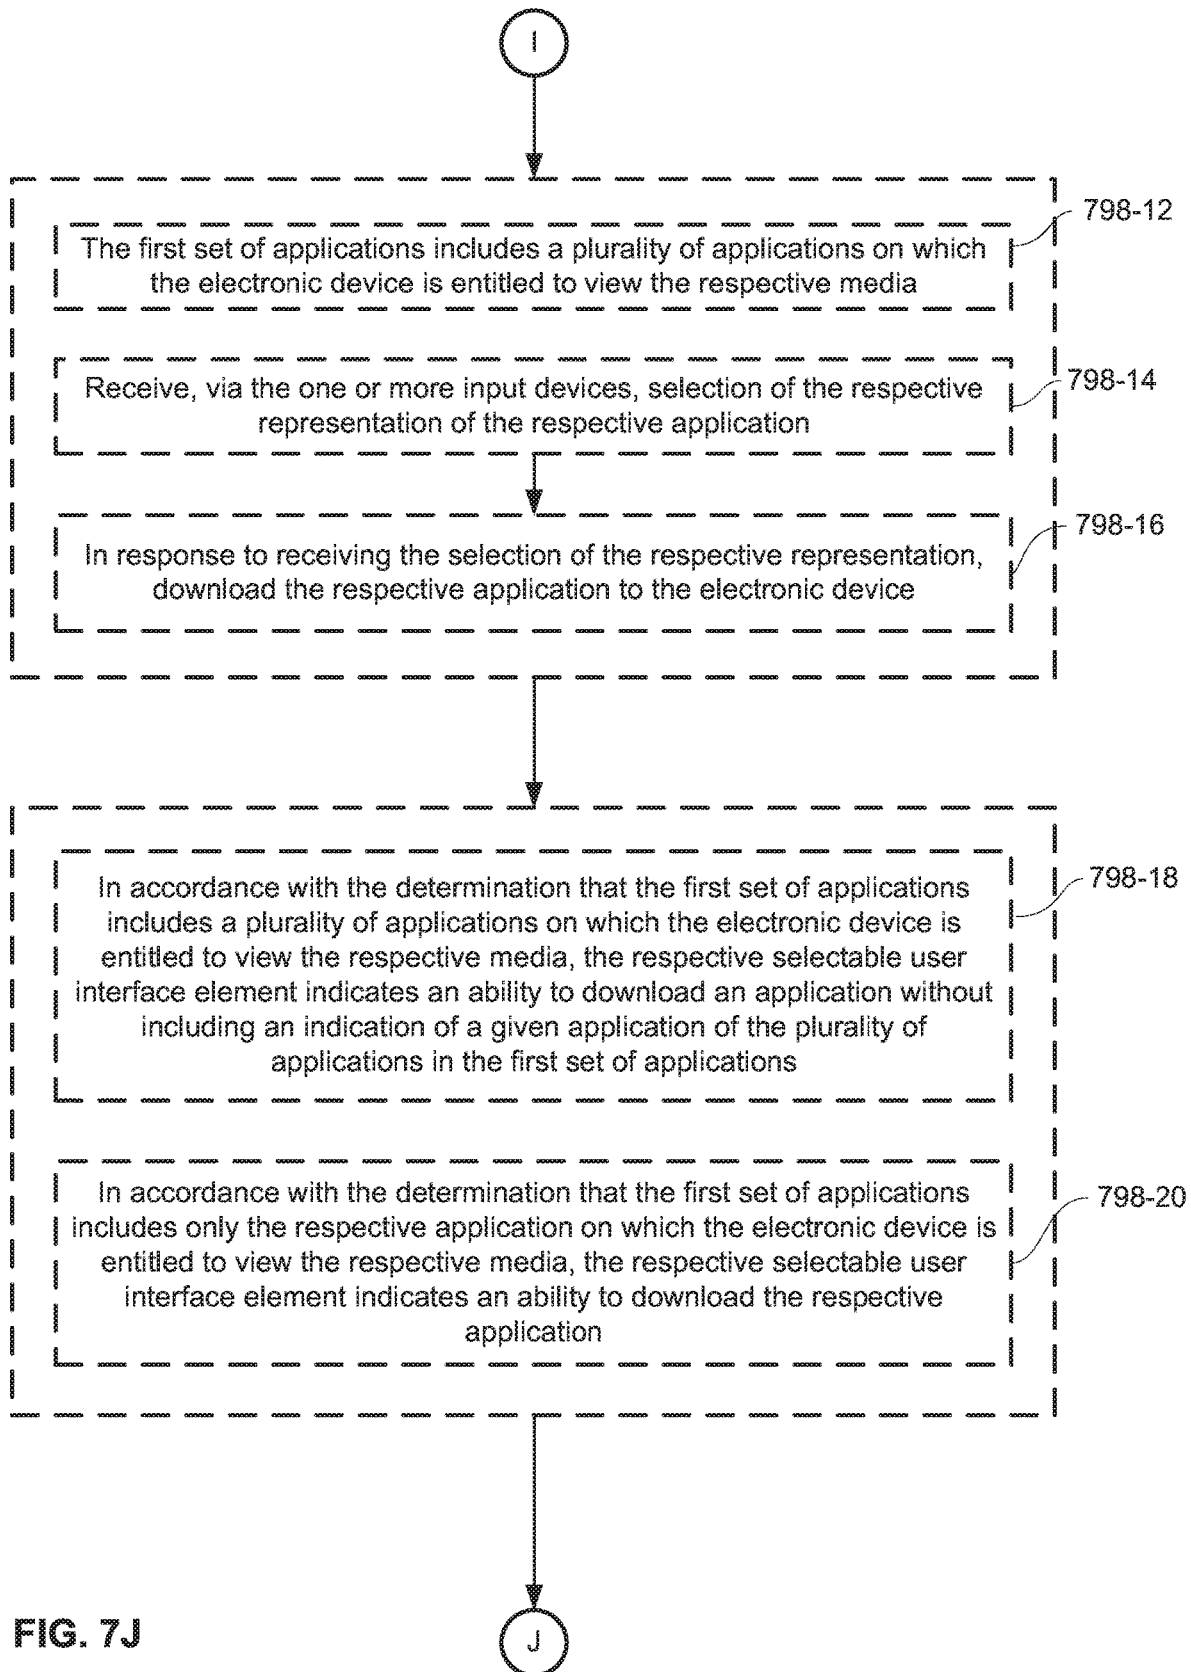 I
798-12
The first set of applications includes a plurality of applications on which
the electronic device is entitled to view the respective media
798-14
Receive, via the one or more input devices, selection of the respective
representation of the respective application
798-16
In response to receiving the selection of the respective representation,
download the respective application to the electronic device
798-18
In accordance with the determination that the first set of applications
includes a plurality of applications on which the electronic device is
entitled to view the respective media, the respective selectable user
interface element indicates an ability to download an application without
including an indication of a given application of the plurality of
applications in the first set of applications
798-20
In accordance with the determination that the first set of applications
includes only the respective application on which the electronic device is
entitled to view the respective media, the respective selectable user
interface element indicates an ability to download the respective
application
FIG. 7J
J